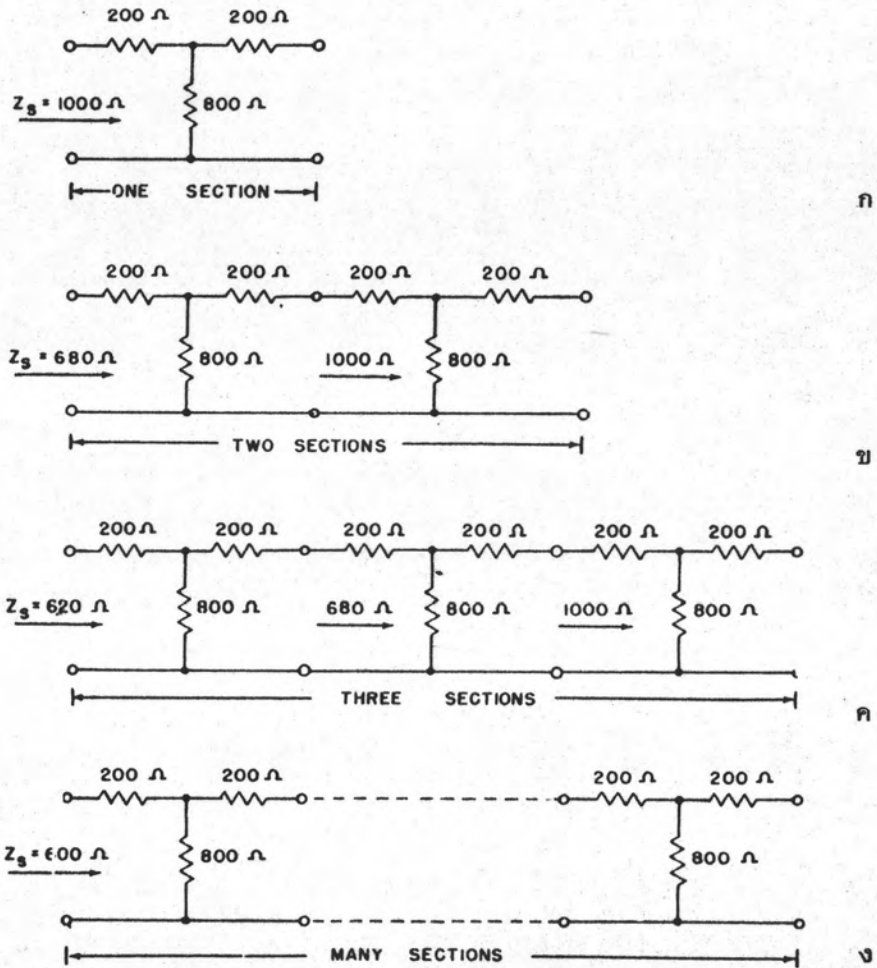 200 Ω 200 Ω
Zs = 1000 Ω 800 Ω
ONE SECTION
ก
200 Ω 200 Ω 200 Ω 200 Ω
Zs = 680 Ω 800 Ω 1000 Ω 800 Ω
TWO SECTIONS
ข
200 Ω 200 Ω 200 Ω 200 Ω 200 Ω 200 Ω
Zs = 620 Ω 800 Ω 680 Ω 800 Ω 1000 Ω 800 Ω
THREE SECTIONS
ค
200 Ω 200 Ω 200 Ω 200 Ω
Zs = 600 Ω 800 Ω 800 Ω
MANY SECTIONS
ง